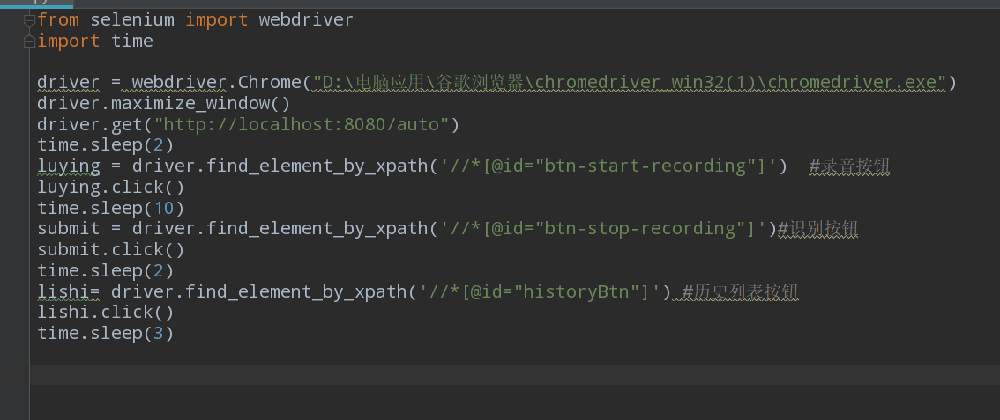 from selenium import webdriver
import time
driver = webdriver.Chrome("D:\电脑应用\谷歌浏览器\chromedriver_win32(1)\chromedriver.exe")
driver.maximize_window()
driver.get("http://localhost:8080/auto")
time.sleep(2)
luying = driver.find_element_by_xpath('//*[@id="btn-start-recording"]')  #录音按钮
luying.click()
time.sleep(10)
submit = driver.find_element_by_xpath('//*[@id="btn-stop-recording"]')#识别按钮
submit.click()
time.sleep(2)
lishi= driver.find_element_by_xpath('//*[@id="historyBtn"]') #历史列表按钮
lishi.click()
time.sleep(3)